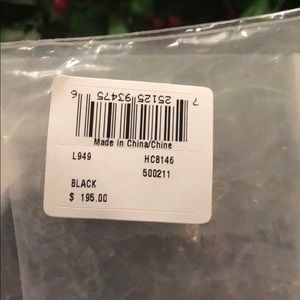 7 25125 93475 6
Made in China/Chine
L949 HC8146
500211
BLACK
$ 195.00